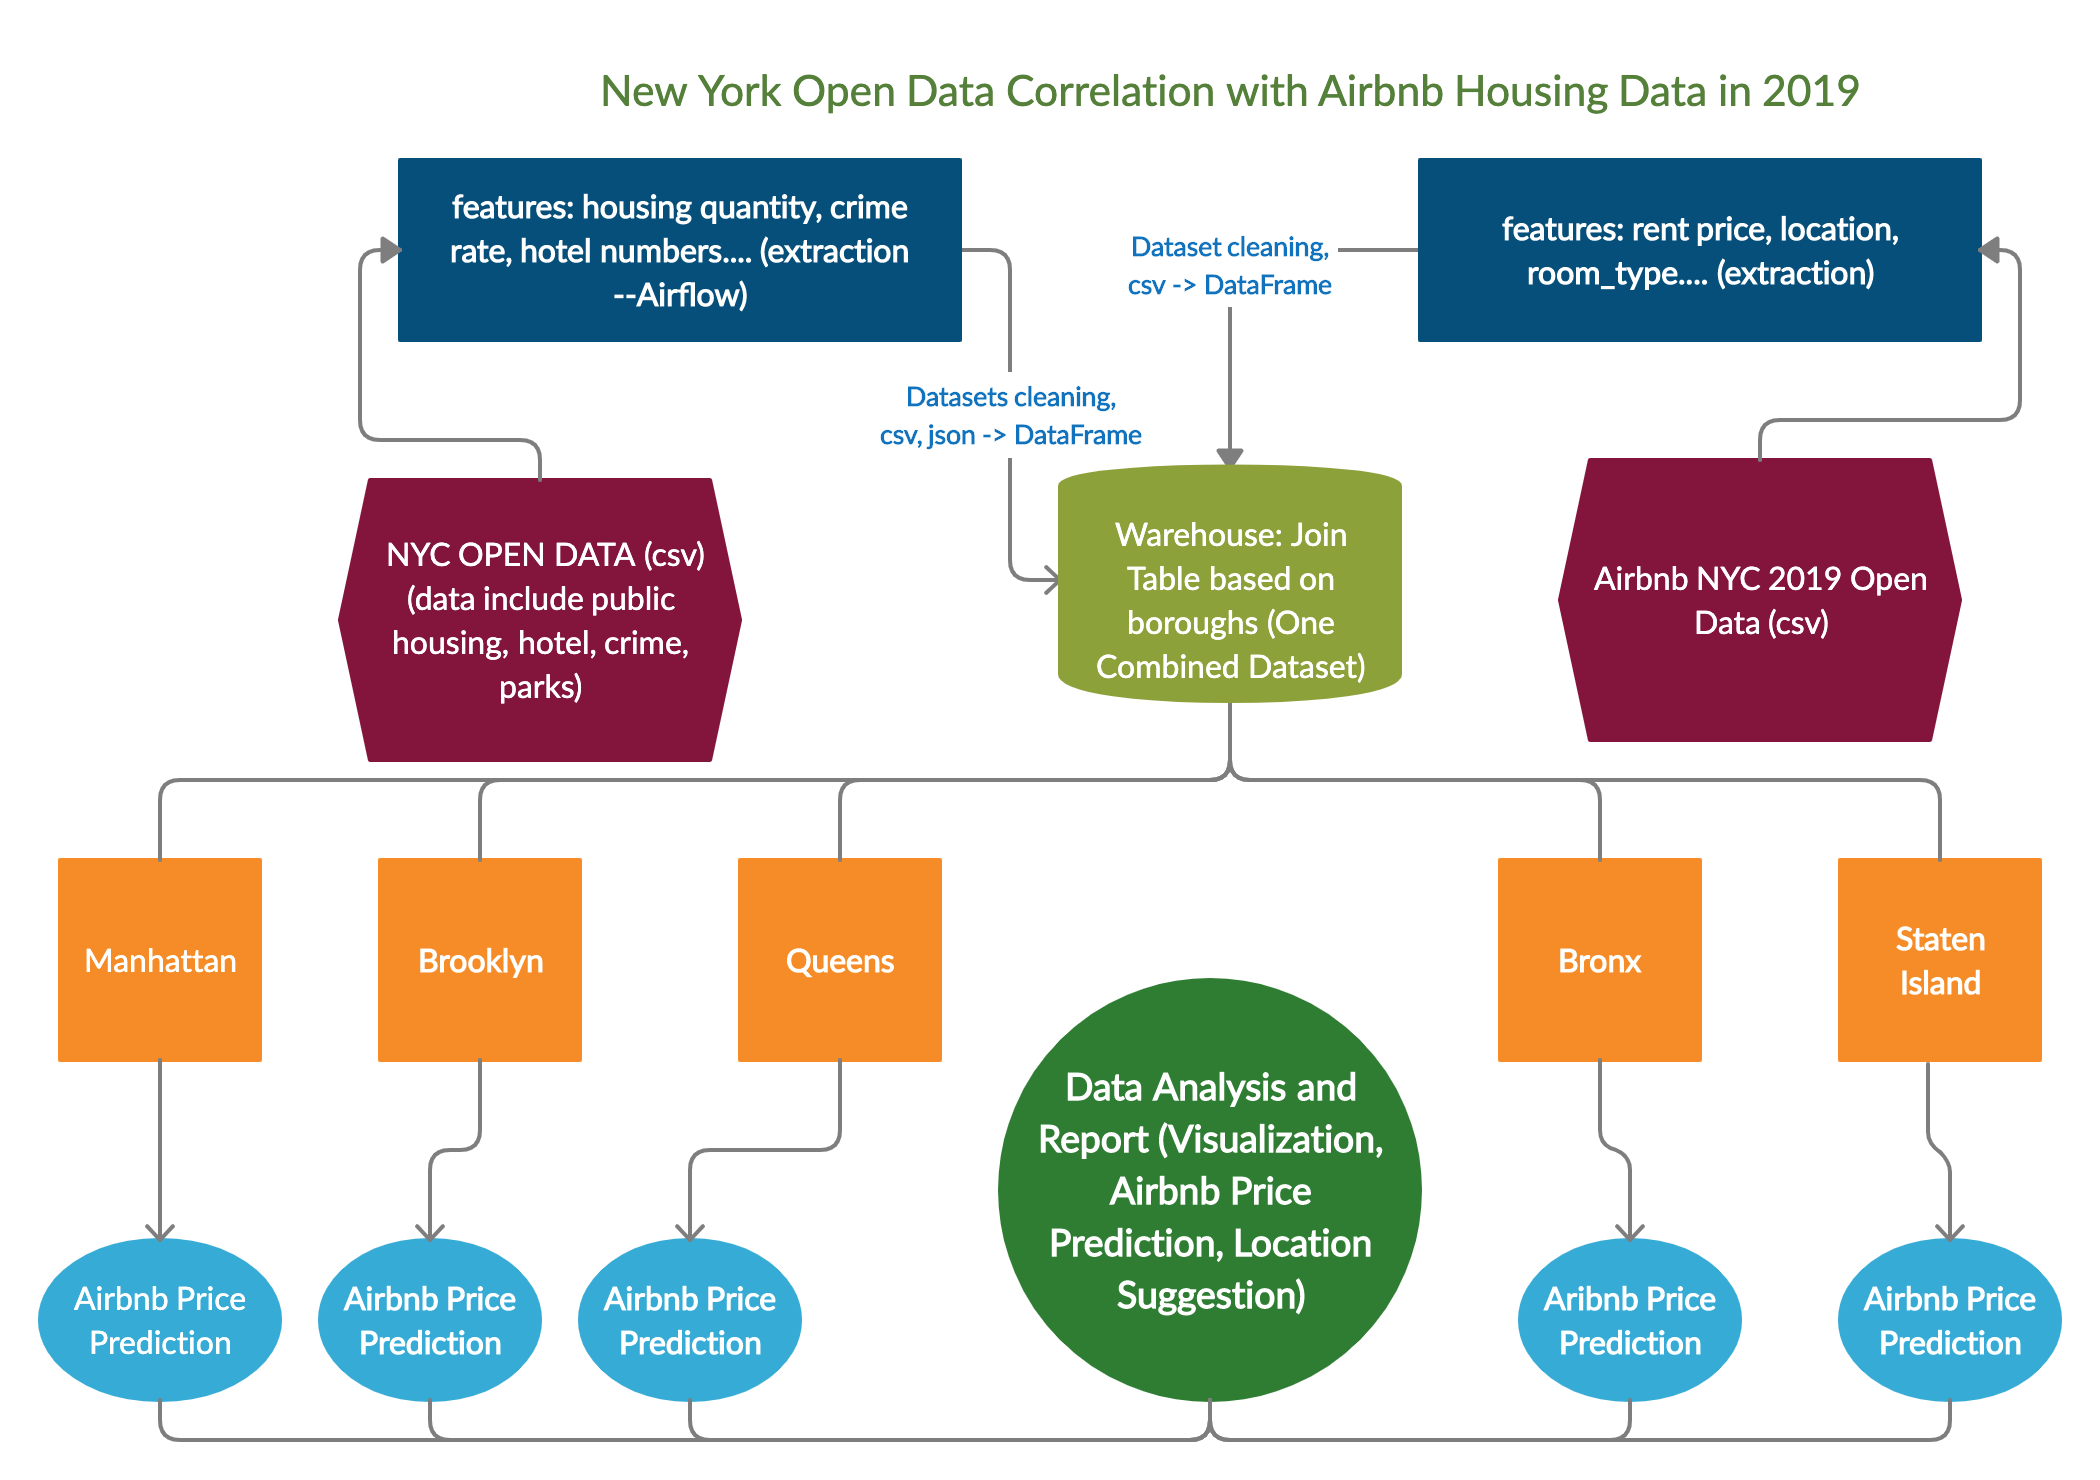 New York Open Data Correlation with Airbnb Housing Data in 2019
features: housing quantity, crime
rate, hotel numbers.... (extraction
--Airflow)
Dataset cleaning,
csv -> DataFrame
features: rent price, location,
room_type.... (extraction)
Datasets cleaning,
csv, json -> DataFrame
NYC OPEN DATA (csv)
(data include public
housing, hotel, crime,
parks)
Warehouse: Join
Table based on
boroughs (One
Combined Dataset)
Airbnb NYC 2019 Open
Data (csv)
Manhattan
Brooklyn
Queens
Bronx
Staten
Island
Data Analysis and
Report (Visualization,
Airbnb Price
Prediction, Location
Suggestion)
Airbnb Price
Prediction
Airbnb Price
Prediction
Airbnb Price
Prediction
Aribnb Price
Prediction
Airbnb Price
Prediction